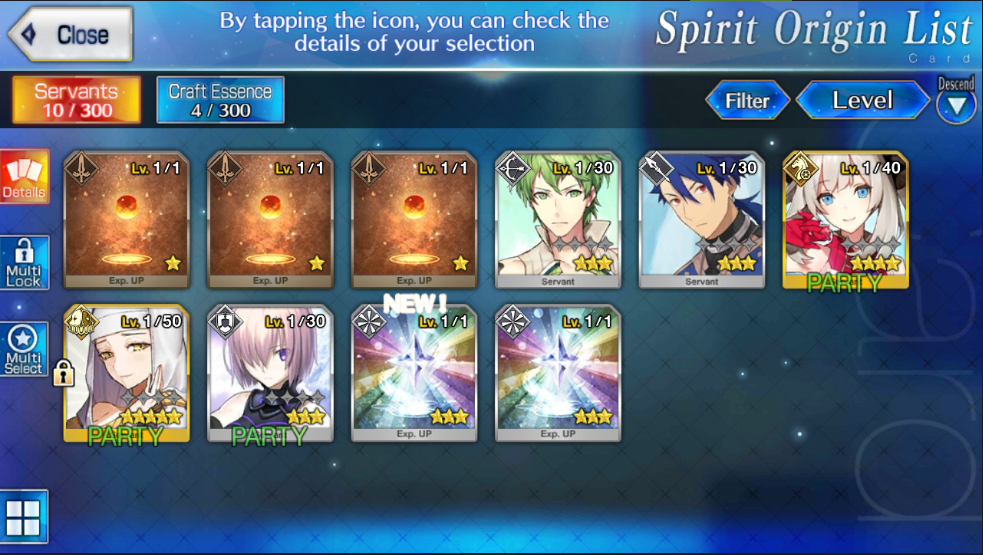 Close
By tapping the icon, you can check the
details of your selection
Spirit Origin List
Card
Servants
10 / 300
Craft Essence
4 / 300
Filter
Level
Descend
Details
Multi
Lock
Multi
Select
Lv. 1/1
Exp. UP
Lv. 1/1
Exp. UP
Lv. 1/1
Exp. UP
Lv. 1/30
Servant
Lv. 1/30
Servant
Lv. 1/40
PARTY
Lv. 1/50
PARTY
Lv. 1/30
PARTY
NEW!
Lv. 1/1
Exp. UP
Lv. 1/1
Exp. UP